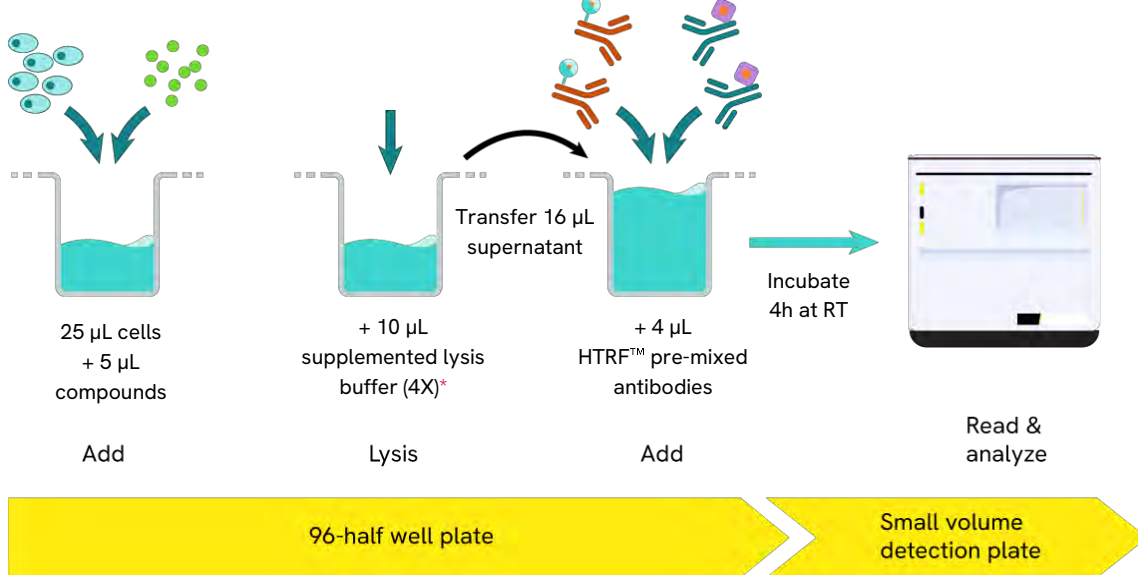 25 µL cells
+ 5 µL
compounds
Add
+ 10 µL
supplemented lysis
buffer (4X)*
Lysis
Transfer 16 µL
supernatant
+ 4 µL
HTRF™ pre-mixed
antibodies
Add
Incubate
4h at RT
Read &
analyze
96-half well plate
Small volume
detection plate